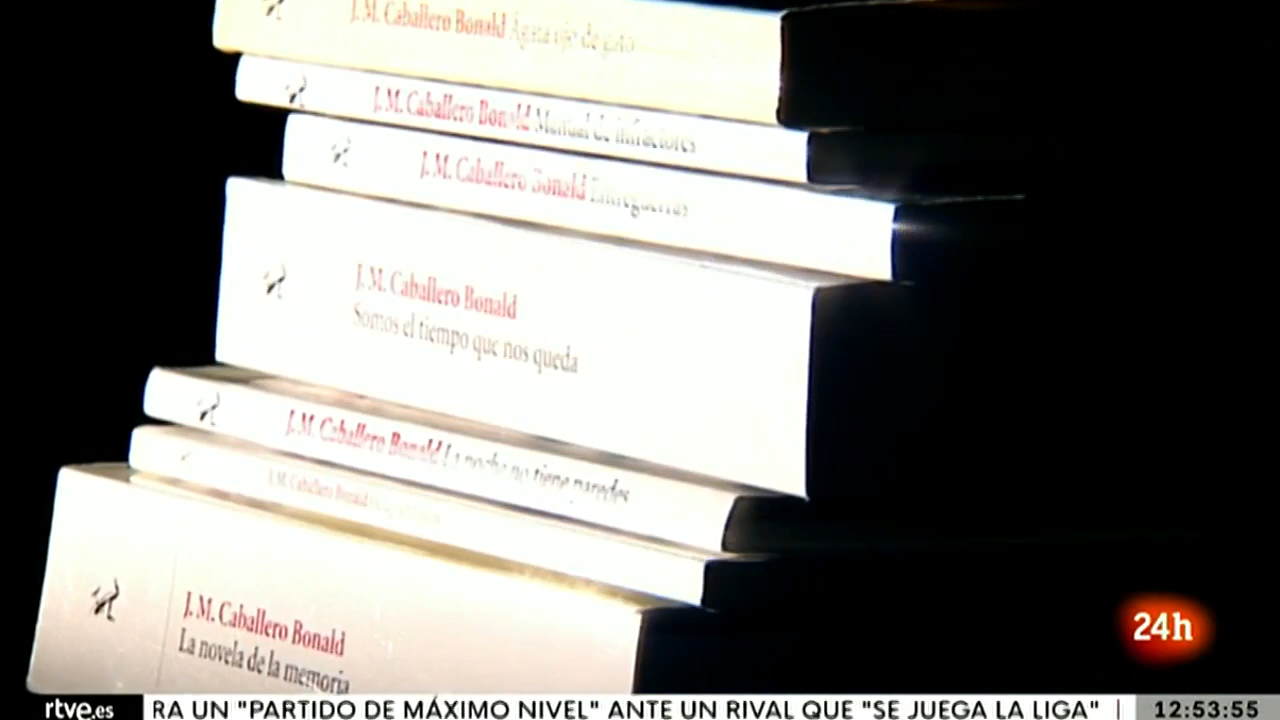 J. M. Caballero Bonald Ágata ojo de gato
J. M. Caballero Bonald Manual de infractores
J. M. Caballero Bonald Entreguerras
J. M. Caballero Bonald
Somos el tiempo que nos queda
J. M. Caballero Bonald La noche no tiene paredes
J. M. Caballero Bonald
J. M. Caballero Bonald
La novela de la memoria
24h
rtve.es RA UN "PARTIDO DE MÁXIMO NIVEL" ANTE UN RIVAL QUE "SE JUEGA LA LIGA" | 12:53:55